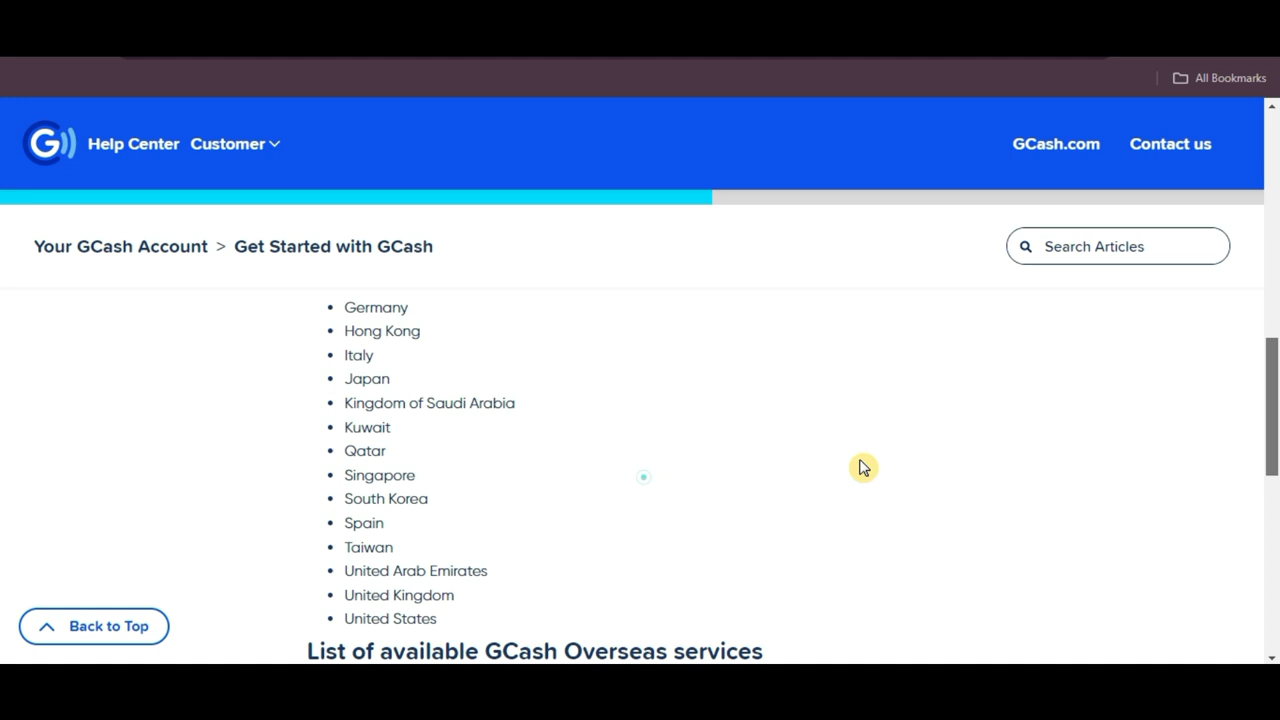 All Bookmarks
G Help Center Customer GCash.com Contact us
Your GCash Account > Get Started with GCash Search Articles
• Germany
• Hong Kong
• Italy
• Japan
• Kingdom of Saudi Arabia
• Kuwait
• Qatar
• Singapore
• South Korea
• Spain
• Taiwan
• United Arab Emirates
• United Kingdom
• United States
Back to Top
List of available GCash Overseas services